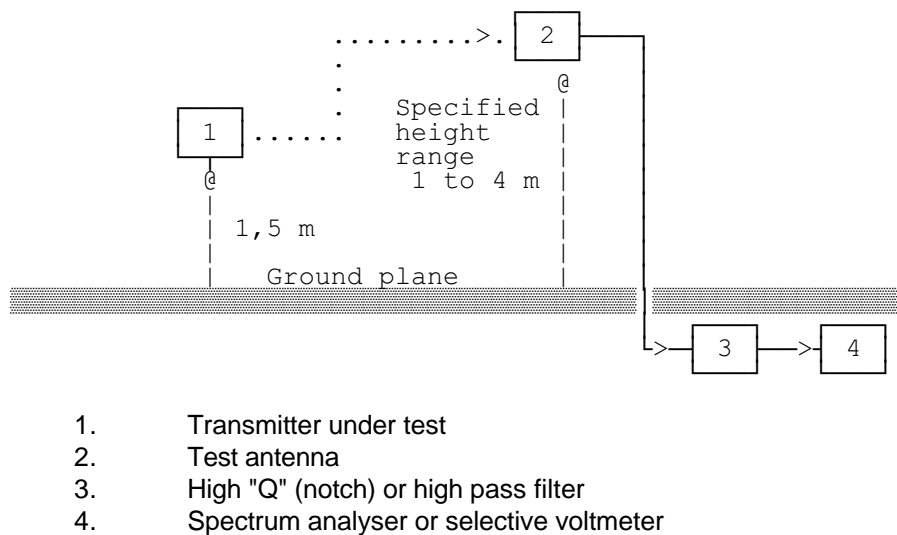 2
@
Specified
1
height
range
@
1 to 4 m
1,5 m
Ground plane
3
4
1. Transmitter under test
2. Test antenna
3. High "Q" (notch) or high pass filter
4. Spectrum analyser or selective voltmeter